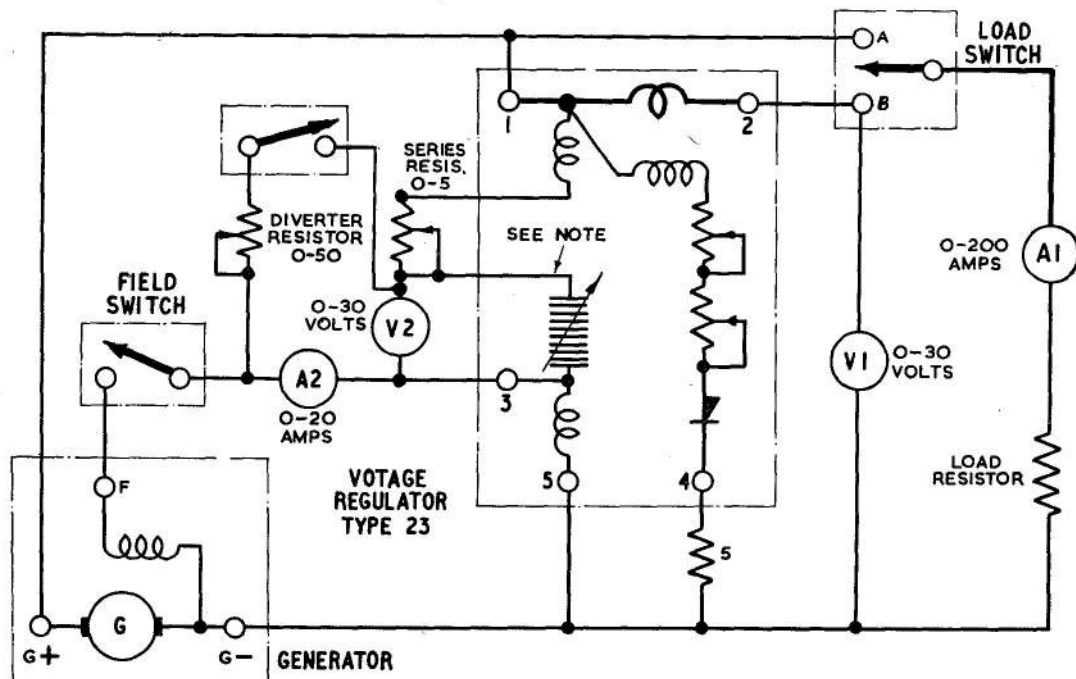 A
LOAD
SWITCH
B
1
2
SERIES
RESIS.
0-5
DIVERTER
RESISTOR
0-50
SEE NOTE
0-200
AMPS
A1
FIELD
SWITCH
0-30
VOLTS
V2
V1
0-30
VOLTS
A2
0-20
AMPS
3
VOTAGE
REGULATOR
TYPE 23
5
4
LOAD
RESISTOR
F
5
G
G+
G-
GENERATOR